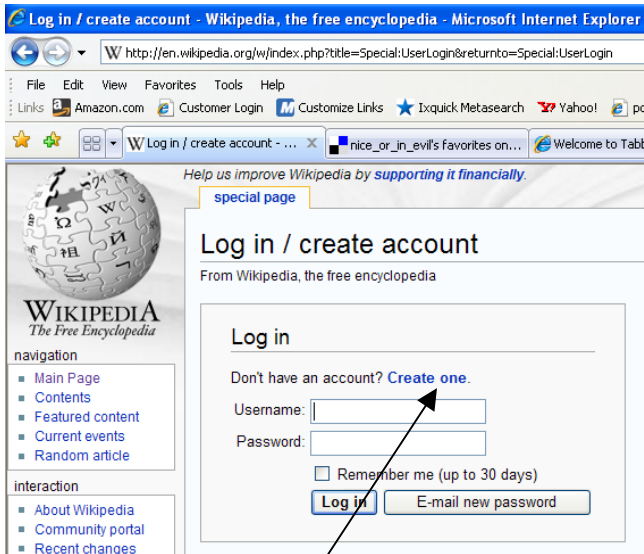 Log in / create account - Wikipedia, the free encyclopedia - Microsoft Internet Explorer
W http://en.wikipedia.org/w/index.php?title=Special:UserLogin&returnto=Special:UserLogin
File Edit View Favorites Tools Help
Links Amazon.com Customer Login Customize Links Ixquick Metasearch Yahoo! po
W Log in / create account - ... X nice_or_in_evil's favorites on... Welcome to Tabb
Help us improve Wikipedia by supporting it financially.
special page
Log in / create account
From Wikipedia, the free encyclopedia
WIKIPEDIA
The Free Encyclopedia
navigation
Main Page
Contents
Featured content
Current events
Random article
interaction
About Wikipedia
Community portal
Recent changes
Log in
Don't have an account? Create one.
Username:
Password:
Remember me (up to 30 days)
Log in E-mail new password